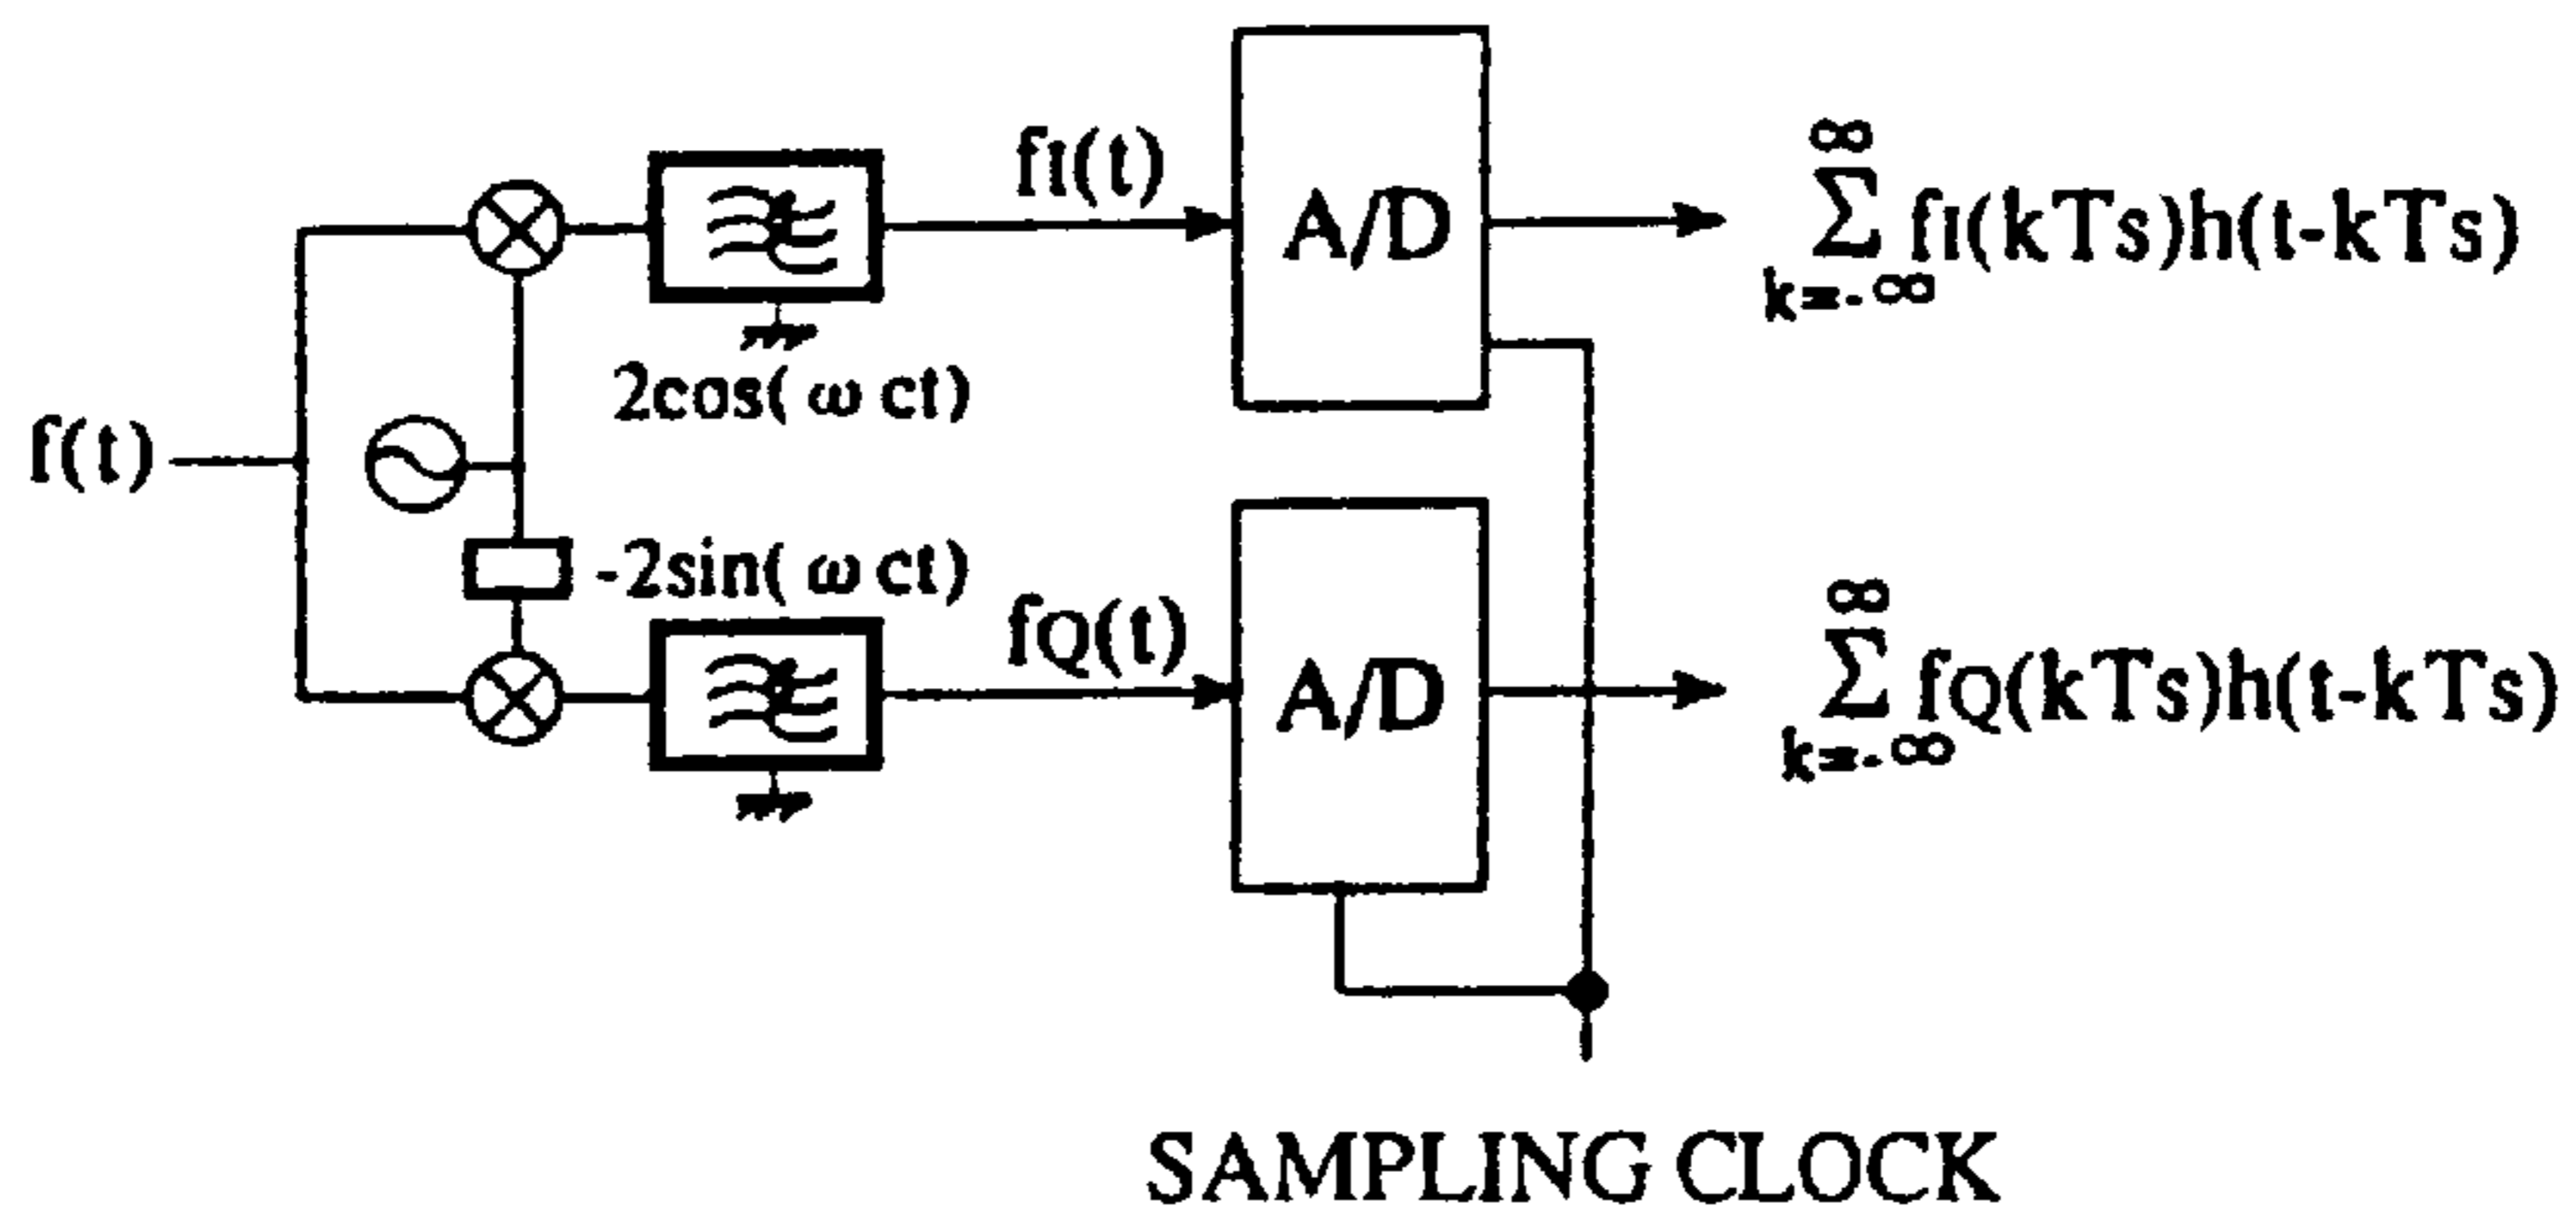 f(t)
2cos( ω ct)
-2sin( ω ct)
fI(t)
fQ(t)
A/D
A/D
∞
Σ fI(kTs)h(t-kTs)
k=-∞
∞
Σ fQ(kTs)h(t-kTs)
k=-∞
SAMPLING CLOCK